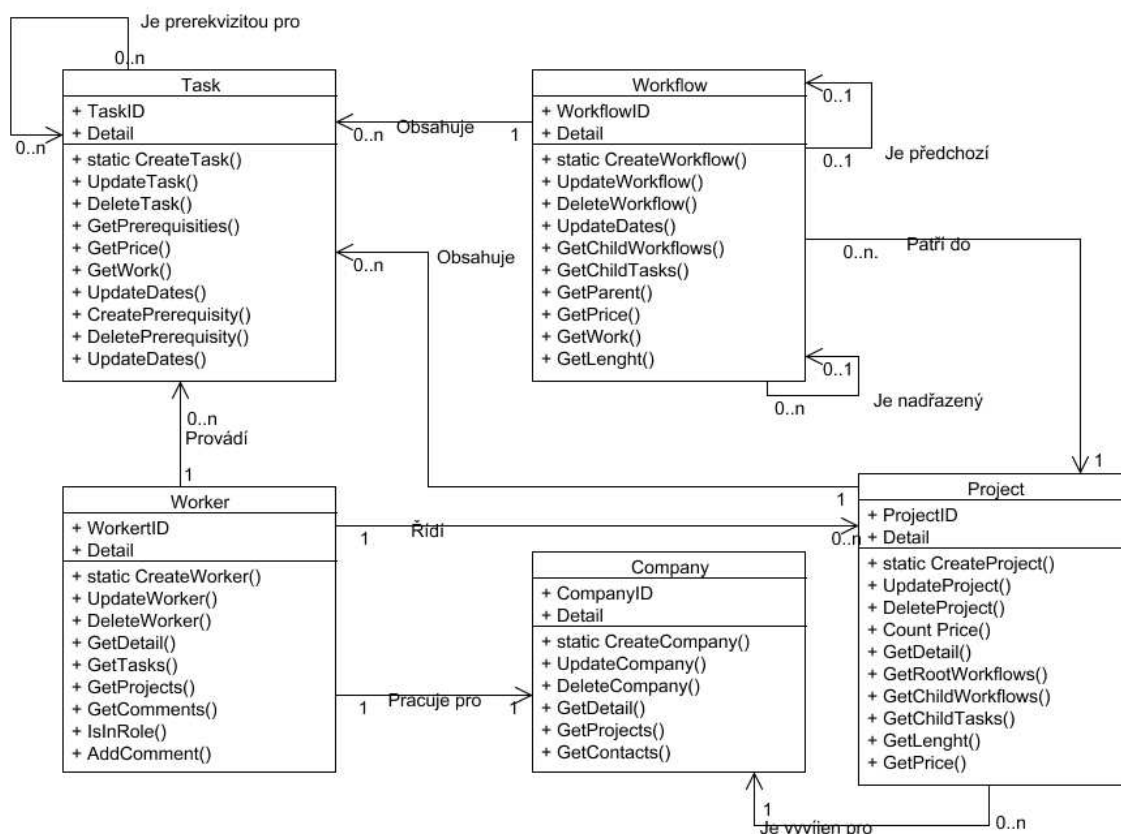 Je prerekvizitou pro
0..n
Task
+ TaskID
+ Detail
0..n
+ static CreateTask()
+ UpdateTask()
+ DeleteTask()
+ GetPrerequisities()
+ GetPrice()
+ GetWork()
+ UpdateDates()
+ CreatePrerequisity()
+ DeletePrerequisity()
+ UpdateDates()
0..n
Obsahuje
1
Workflow
+ WorkflowID
+ Detail
+ static CreateWorkflow()
+ UpdateWorkflow()
+ DeleteWorkflow()
+ UpdateDates()
+ GetChildWorkflows()
+ GetChildTasks()
+ GetParent()
+ GetPrice()
+ GetWork()
+ GetLenght()
0..1
0..1
Je předchozí
0..n.
Patří do
1
0..1
0..n
Je nadřazený
0..n
Obsahuje
1
0..n
Provádí
1
Worker
+ WorkertID
+ Detail
+ static CreateWorker()
+ UpdateWorker()
+ DeleteWorker()
+ GetDetail()
+ GetTasks()
+ GetProjects()
+ GetComments()
+ IsInRole()
+ AddComment()
1
Řídí
0..n
1
Pracuje pro
1
Company
+ CompanyID
+ Detail
+ static CreateCompany()
+ UpdateCompany()
+ DeleteCompany()
+ GetDetail()
+ GetProjects()
+ GetContacts()
Project
+ ProjectID
+ Detail
+ static CreateProject()
+ UpdateProject()
+ DeleteProject()
+ Count Price()
+ GetDetail()
+ GetRootWorkflows()
+ GetChildWorkflows()
+ GetChildTasks()
+ GetLenght()
+ GetPrice()
1
Je vyvíjen pro
0..n